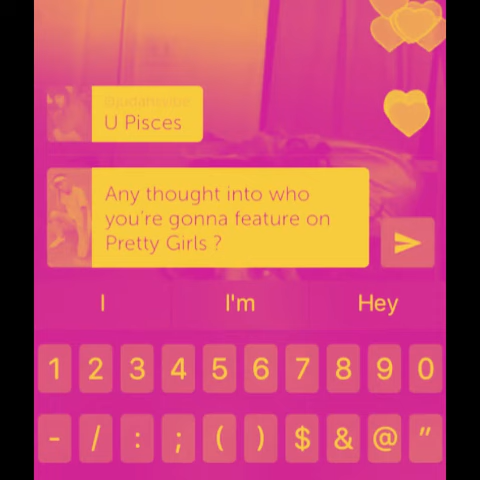 U Pisces
Any thought into who
you're gonna feature on
Pretty Girls ?
I I'm Hey
1 2 3 4 5 6 7 8 9 0
- / : ; ( ) $ & @ "